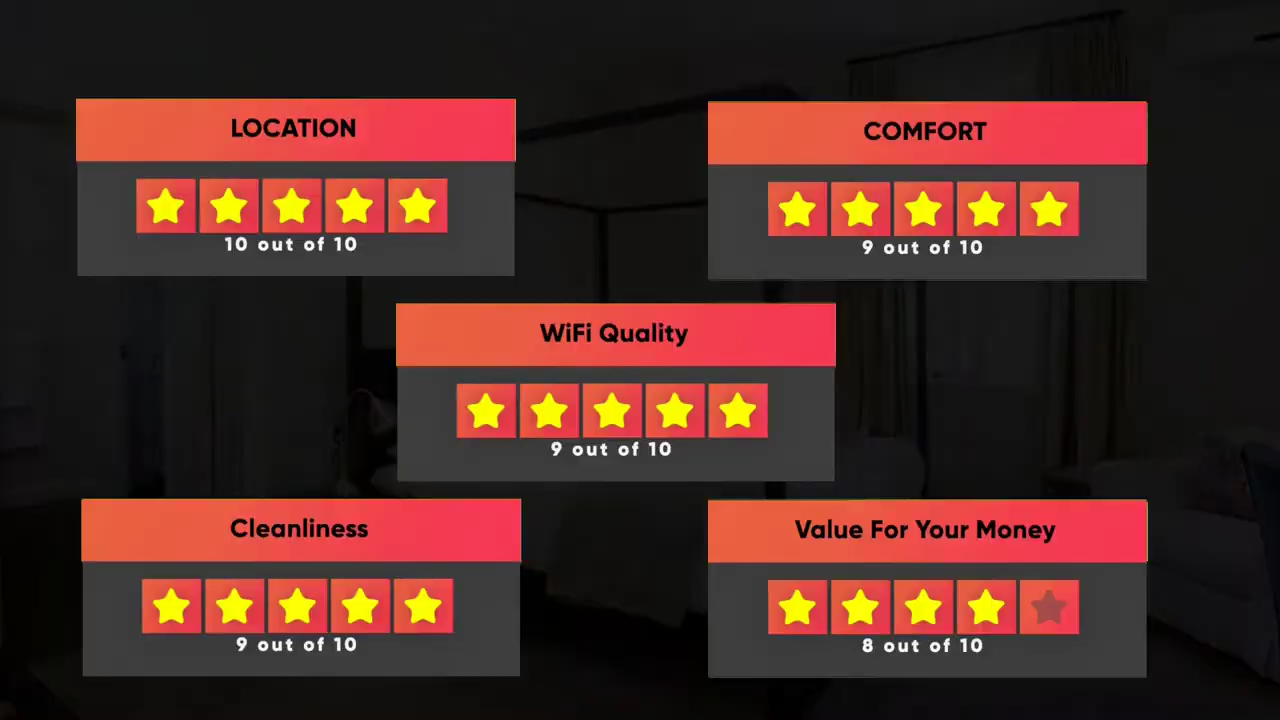 LOCATION
10 out of 10
COMFORT
9 out of 10
WiFi Quality
9 out of 10
Cleanliness
9 out of 10
Value For Your Money
8 out of 10